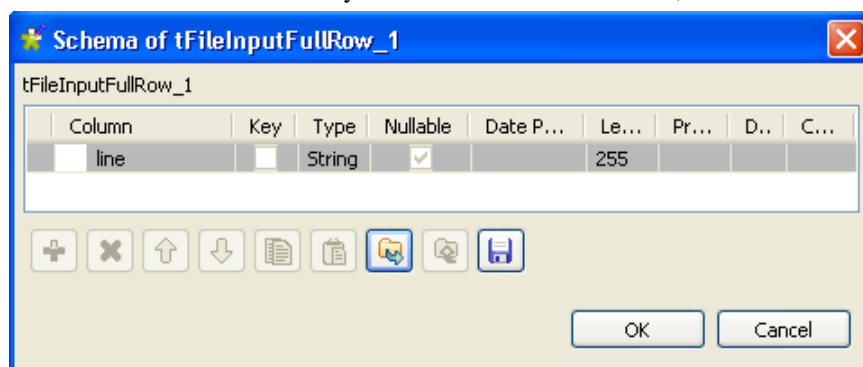 Schema of tFileInputFullRow_1
tFileInputFullRow_1
Column Key Type Nullable Date P... Le... Pr... D.. C...
line String 255
OK Cancel